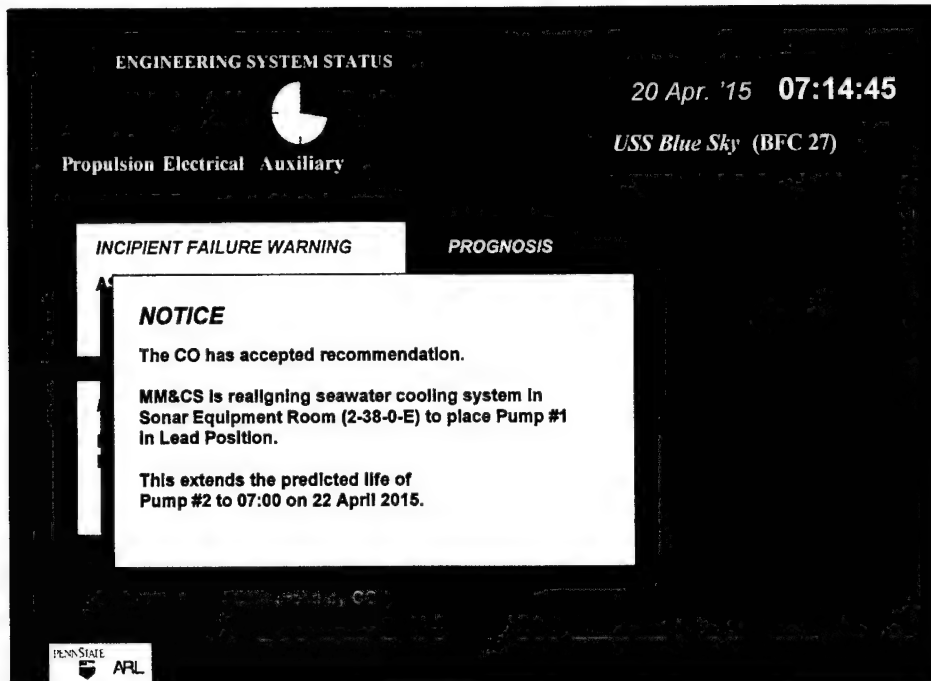 ENGINEERING SYSTEM STATUS
20 Apr. '15 07:14:45
USS Blue Sky (BFC 27)
Propulsion Electrical Auxiliary
INCIPIENT FAILURE WARNING
PROGNOSIS
NOTICE
The CO has accepted recommendation.
MM&CS is realigning seawater cooling system in
Sonar Equipment Room (2-38-0-E) to place Pump #1
in Lead Position.
This extends the predicted life of
Pump #2 to 07:00 on 22 April 2015.
PENNSTATE
ARL